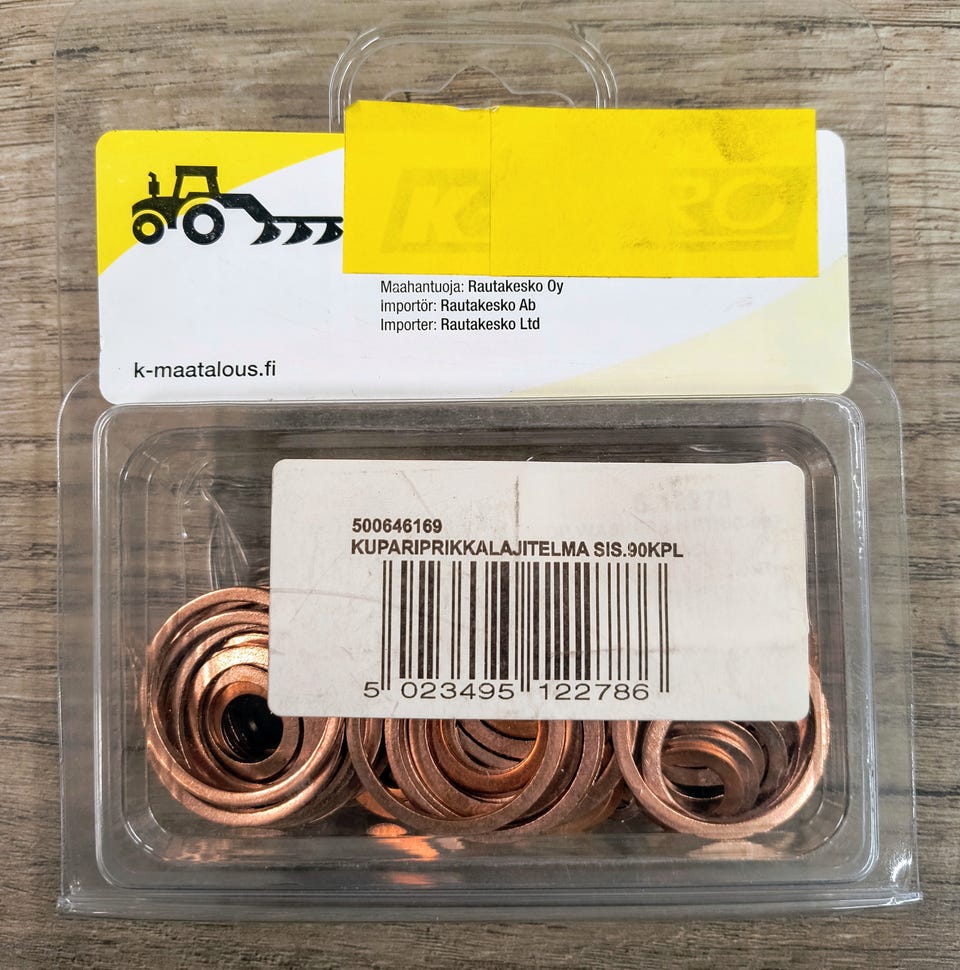 Maahantuoja: Rautakesko Oy
Importör: Rautakesko Ab
Importer: Rautakesko Ltd
k-maatalous.fi
500646169
KUPARIPRIKKALAJITELMA SIS.90KPL
5 023495 122786